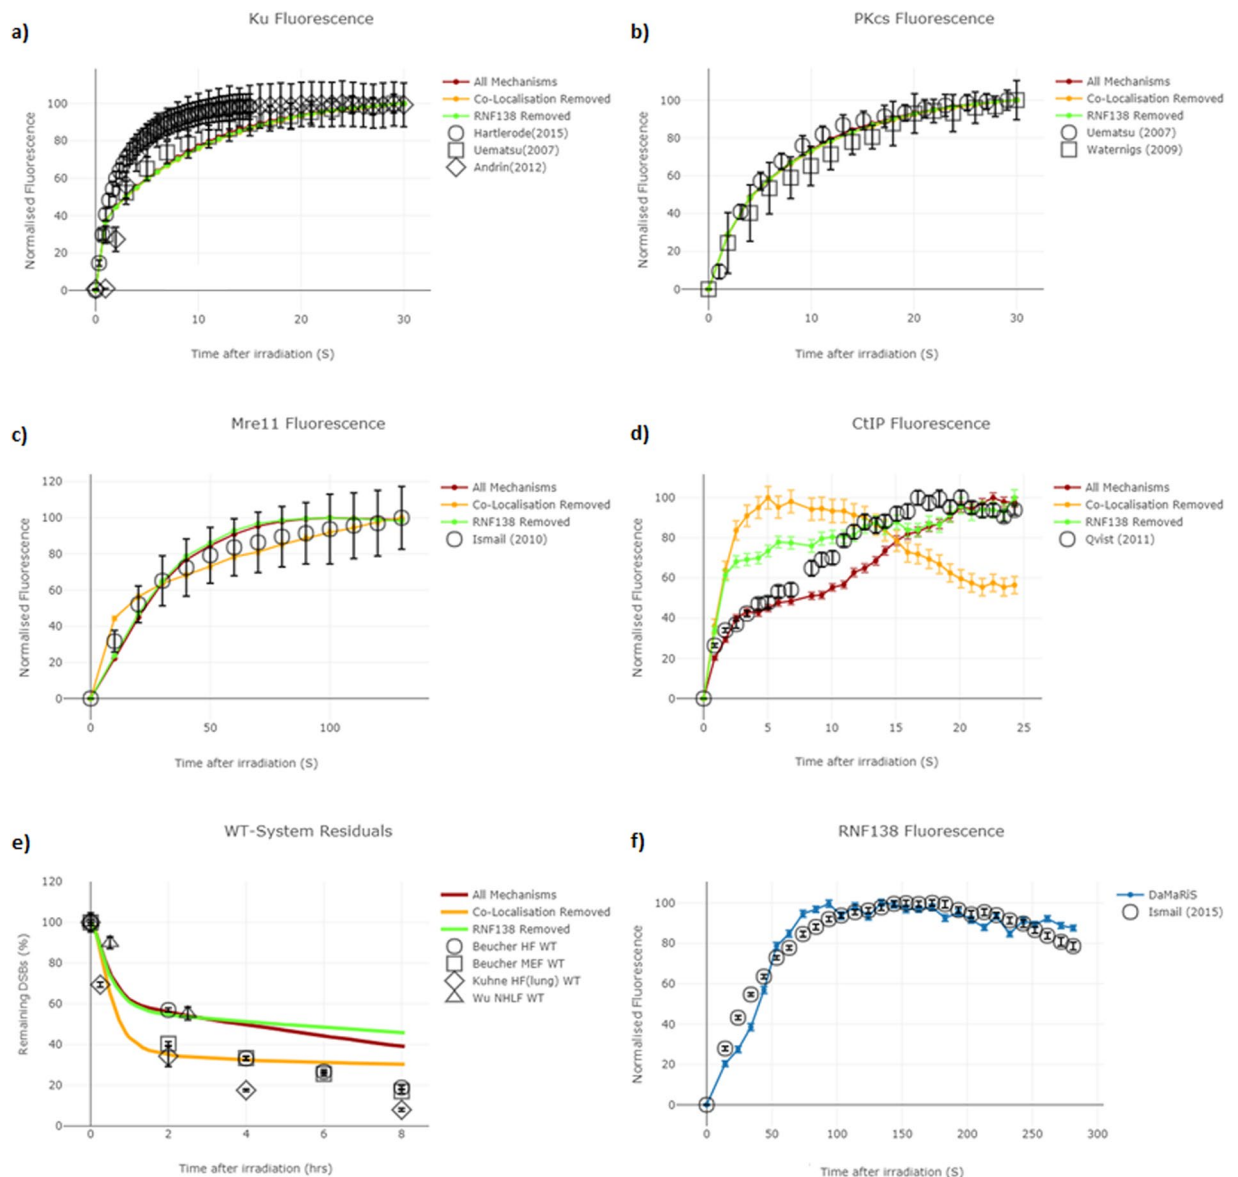 a)
Ku Fluorescence
Normalised Fluorescence
100
80
60
40
20
0
0 10 20 30
Time after irradiation (S)
All Mechanisms
Co-Localisation Removed
RNF138 Removed
Hartlerode(2015)
Uematsu(2007)
Andrin(2012)
b)
PKcs Fluorescence
Normalised Fluorescence
100
80
60
40
20
0
0 10 20 30
Time after irradiation (S)
All Mechanisms
Co-Localisation Removed
RNF138 Removed
Uematsu (2007)
Waternigs (2009)
c)
Mre11 Fluorescence
Normalised Fluorescence
120
100
80
60
40
20
0
0 50 100
Time after irradiation (S)
All Mechanisms
Co-Localisation Removed
RNF138 Removed
Ismail (2010)
d)
CtIP Fluorescence
Normalised Fluorescence
100
80
60
40
20
0
0 5 10 15 20 25
Time after irradiation (S)
All Mechanisms
Co-Localisation Removed
RNF138 Removed
Qvist (2011)
e)
WT-System Residuals
Remaining DSBs (%)
120
100
80
60
40
20
0
0 2 4 6 8
Time after irradiation (hrs)
All Mechanisms
Co-Localisation Removed
RNF138 Removed
Beucher HF WT
Beucher MEF WT
Kuhne HF(lung) WT
Wu NHLF WT
f)
RNF138 Fluorescence
Normalised Fluorescence
100
80
60
40
20
0
0 50 100 150 200 250 300
Time after irradiation (S)
DaMaRiS
Ismail (2015)